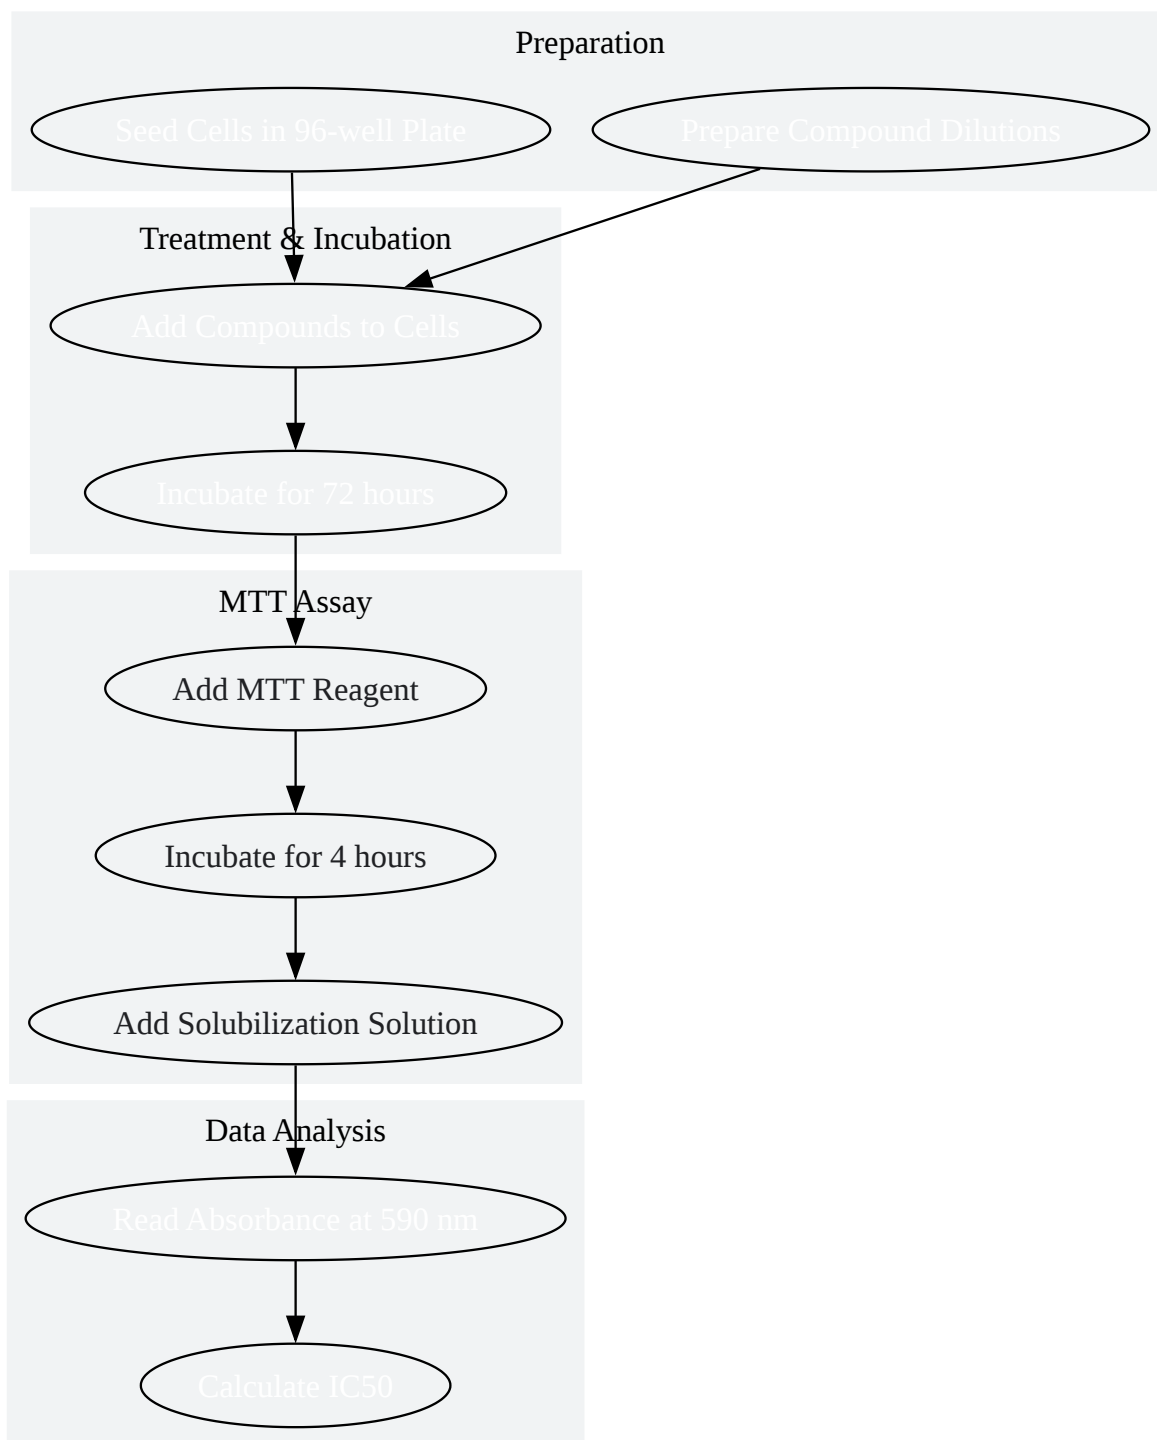 Preparation
Seed Cells in 96-well Plate
Prepare Compound Dilutions
Treatment & Incubation
Add Compounds to Cells
Incubate for 72 hours
MTT Assay
Add MTT Reagent
Incubate for 4 hours
Add Solubilization Solution
Data Analysis
Read Absorbance at 590 nm
Calculate IC50